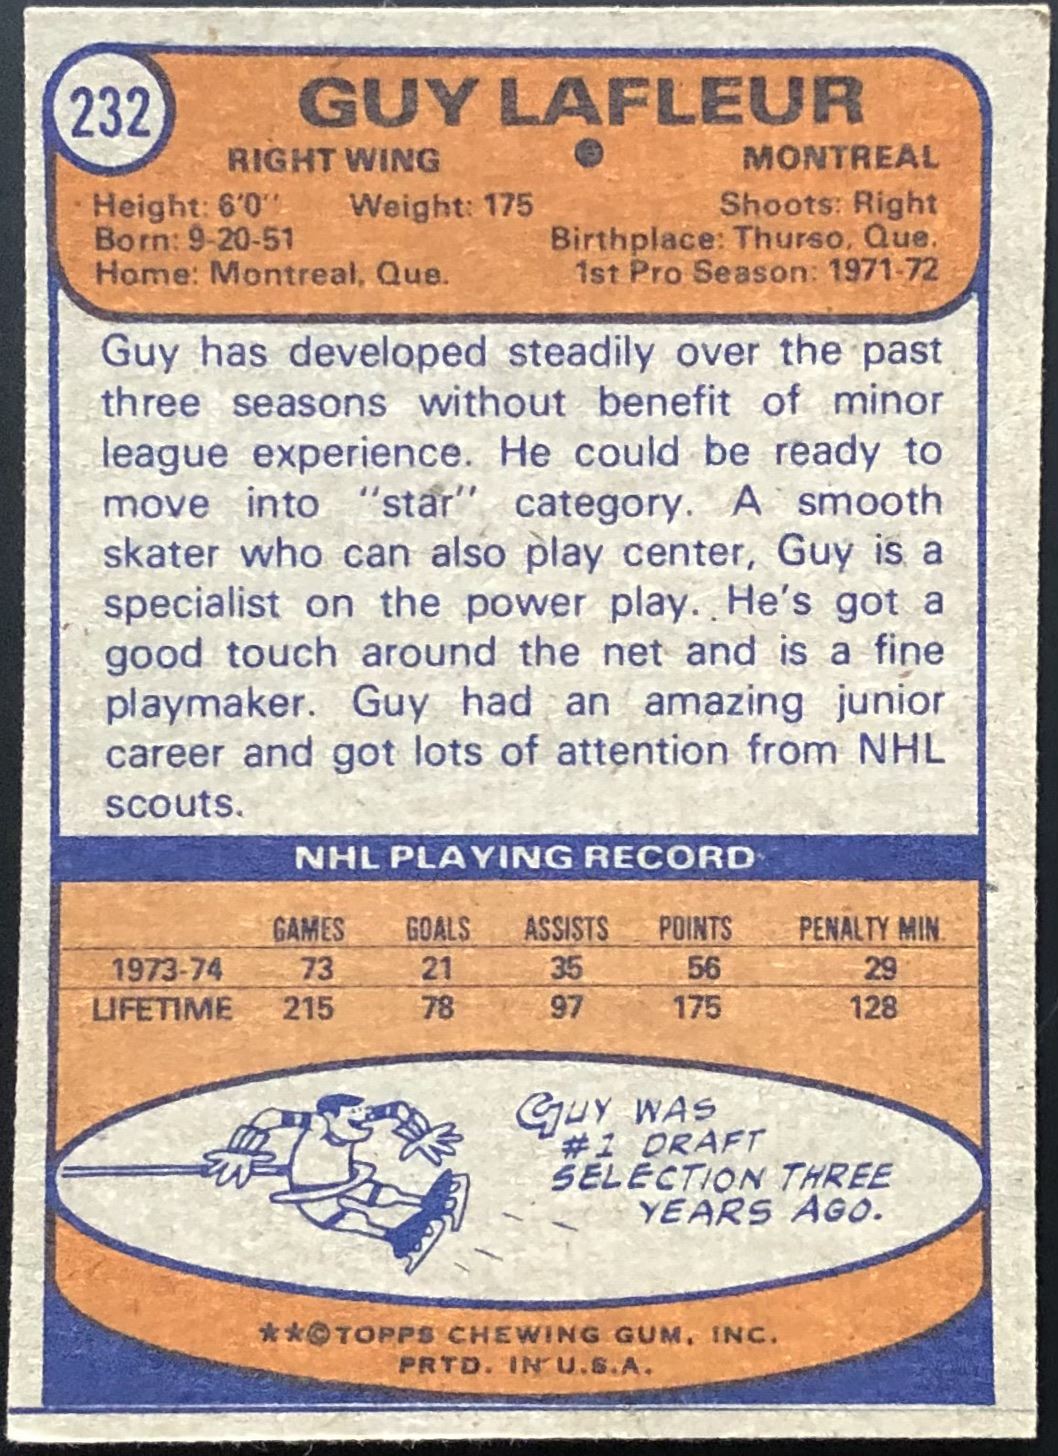 232
GUY LAFLEUR
RIGHT WING ● MONTREAL
Height: 6'0" Weight: 175 Shoots: Right
Born: 9-20-51 Birthplace: Thurso, Que.
Home: Montreal, Que. 1st Pro Season: 1971-72
Guy has developed steadily over the past
three seasons without benefit of minor
league experience. He could be ready to
move into "star" category. A smooth
skater who can also play center, Guy is a
specialist on the power play. He's got a
good touch around the net and is a fine
playmaker. Guy had an amazing junior
career and got lots of attention from NHL
scouts.
NHL PLAYING RECORD
GAMES GOALS ASSISTS POINTS PENALTY MIN.
1973-74 73 21 35 56 29
LIFETIME 215 78 97 175 128
GUY WAS
#1 DRAFT
SELECTION THREE
YEARS AGO.
★★©TOPPS CHEWING GUM, INC.
PRTD. IN U.S.A.